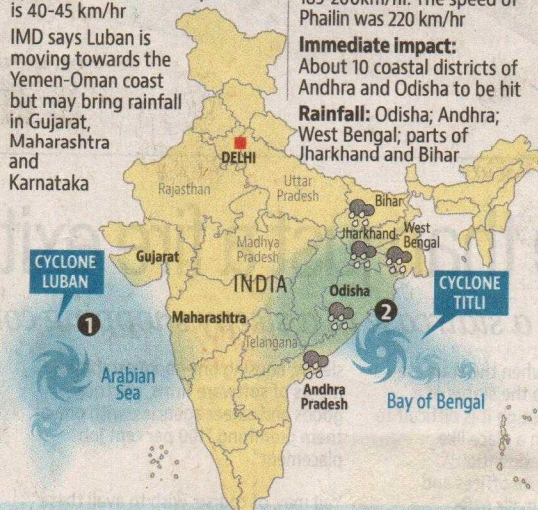 is 40-45 km/hr
IMD says Luban is
moving towards the
Yemen-Oman coast
but may bring rainfall
in Gujarat,
Maharashtra
and
Karnataka
Phailin was 220 km/hr
Immediate impact:
About 10 coastal districts of
Andhra and Odisha to be hit
Rainfall: Odisha; Andhra;
West Bengal; parts of
Jharkhand and Bihar
DELHI
Rajasthan
Uttar
Pradesh
Bihar
Jharkhand
West
Bengal
Gujarat
Madhya
Pradesh
INDIA
Odisha
CYCLONE
LUBAN
CYCLONE
TITLI
1
2
Maharashtra
Telangana
Arabian
Sea
Andhra
Pradesh
Bay of Bengal